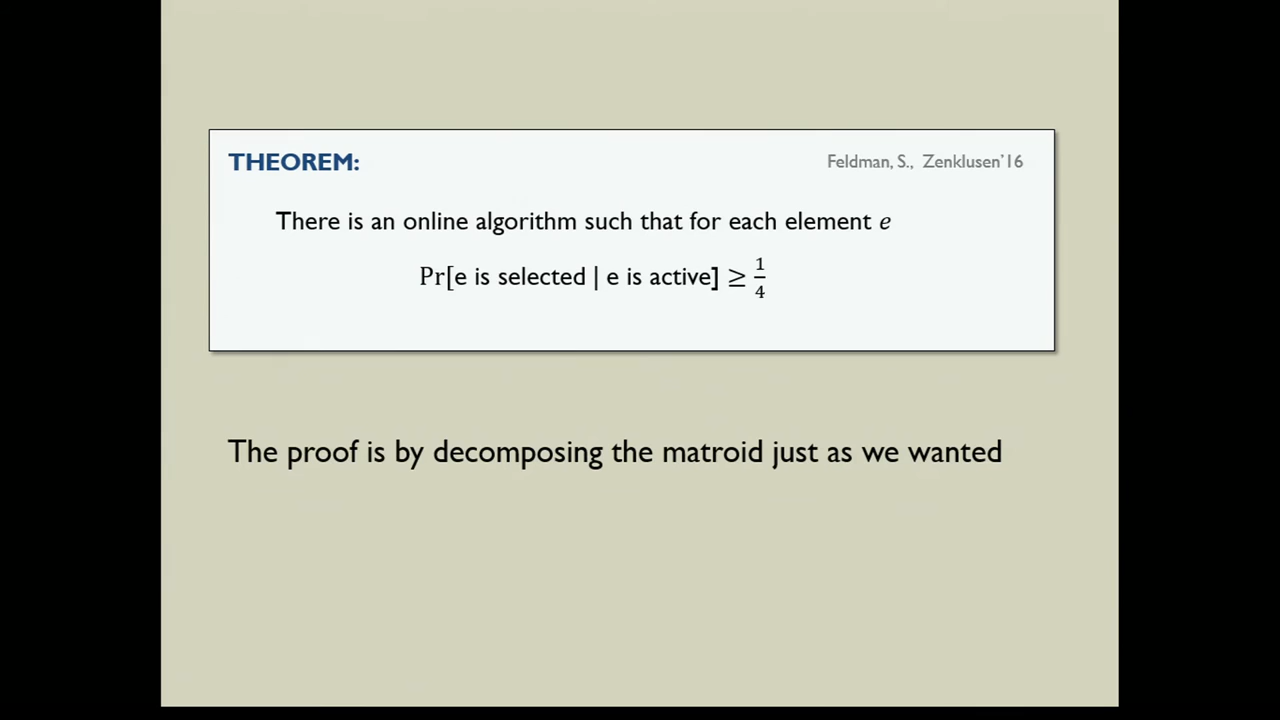 THEOREM:
Feldman, S., Zenklusen'16
There is an online algorithm such that for each element e
Pr[e is selected | e is active] ≥ 1/4
The proof is by decomposing the matroid just as we wanted